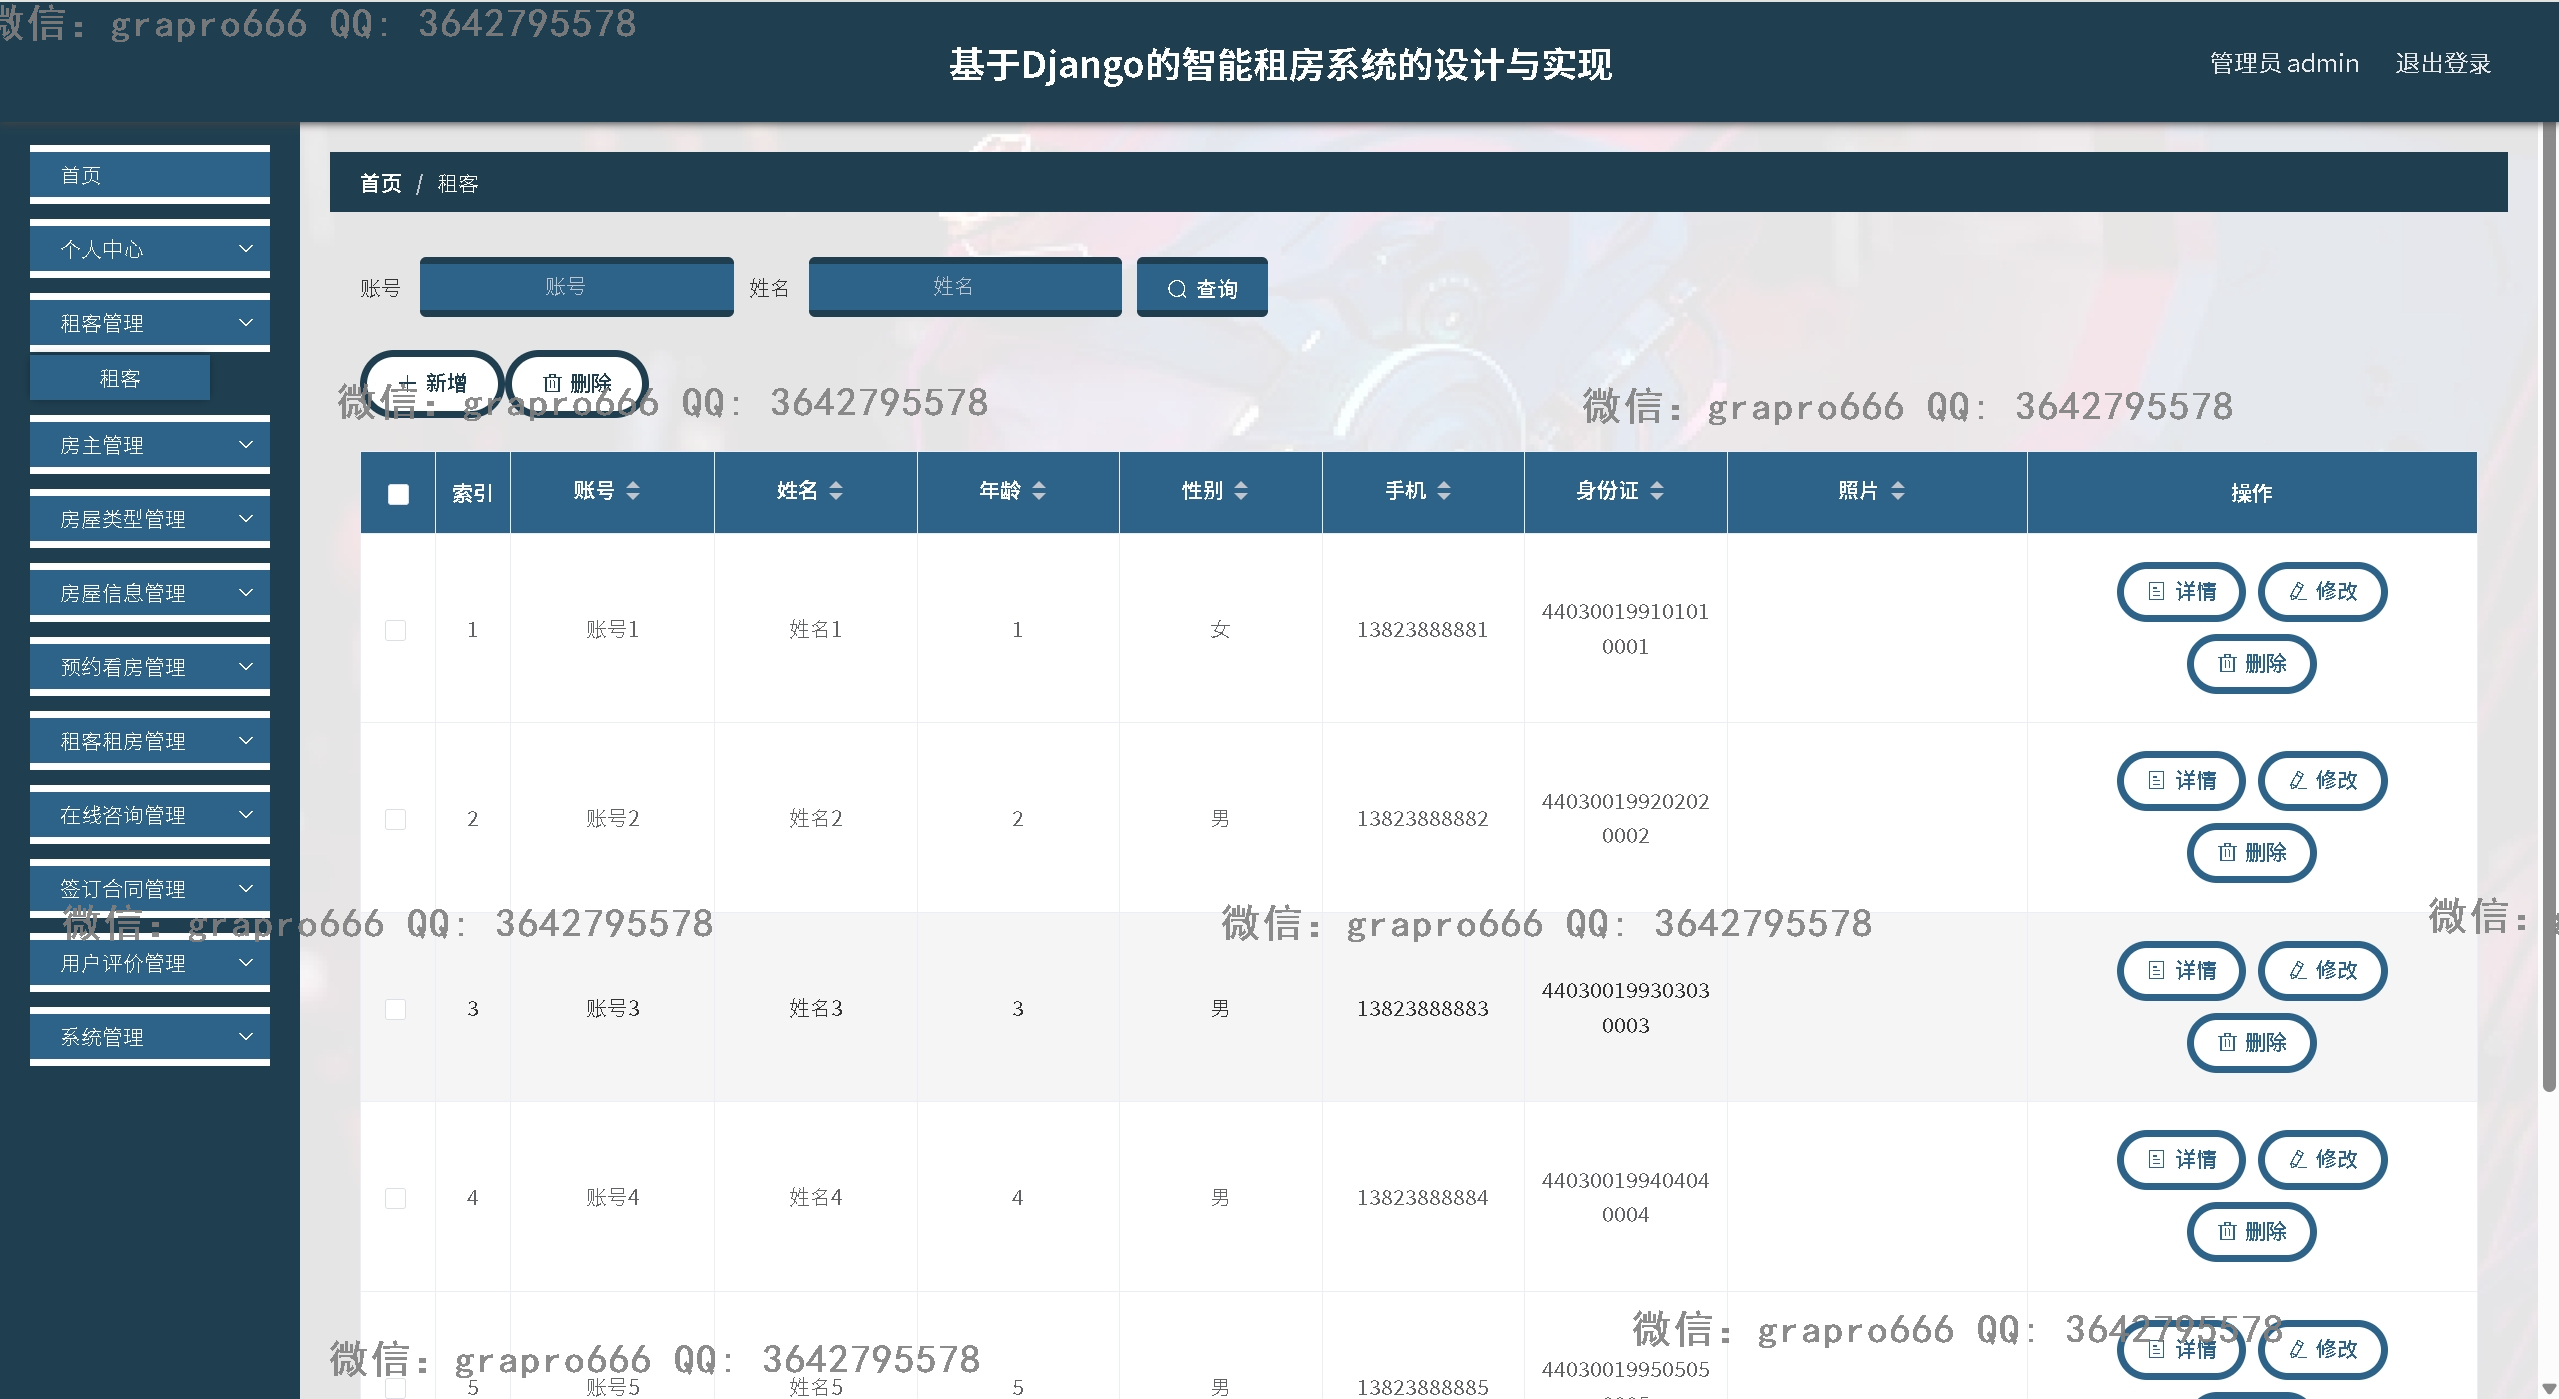 微信: grapro666 QQ: 3642795578
基于Django的智能租房系统的设计与实现
管理员 admin 退出登录
首页
个人中心
租客管理
租客
房主管理
房屋类型管理
房屋信息管理
预约看房管理
租客租房管理
在线咨询管理
签订合同管理
用户评价管理
系统管理
首页 / 租客
账号 账号 姓名 姓名 查询
新增 删除
微信: grapro666 QQ: 3642795578
微信: grapro666 QQ: 3642795578
索引 账号 姓名 年龄 性别 手机 身份证 照片 操作
1 账号1 姓名1 1 女 13823888881 44030019910101
0001
详情 修改
删除
2 账号2 姓名2 2 男 13823888882 44030019920202
0002
详情 修改
删除
微信: grapro666 QQ: 3642795578
微信: grapro666 QQ: 3642795578
微信:
3 账号3 姓名3 3 男 13823888883 44030019930303
0003
详情 修改
删除
4 账号4 姓名4 4 男 13823888884 44030019940404
0004
详情 修改
删除
微信: grapro666 QQ: 3642795578
微信: grapro666 QQ: 3642795578
5 账号5 姓名5 5 男 13823888885 44030019950505
详情 修改